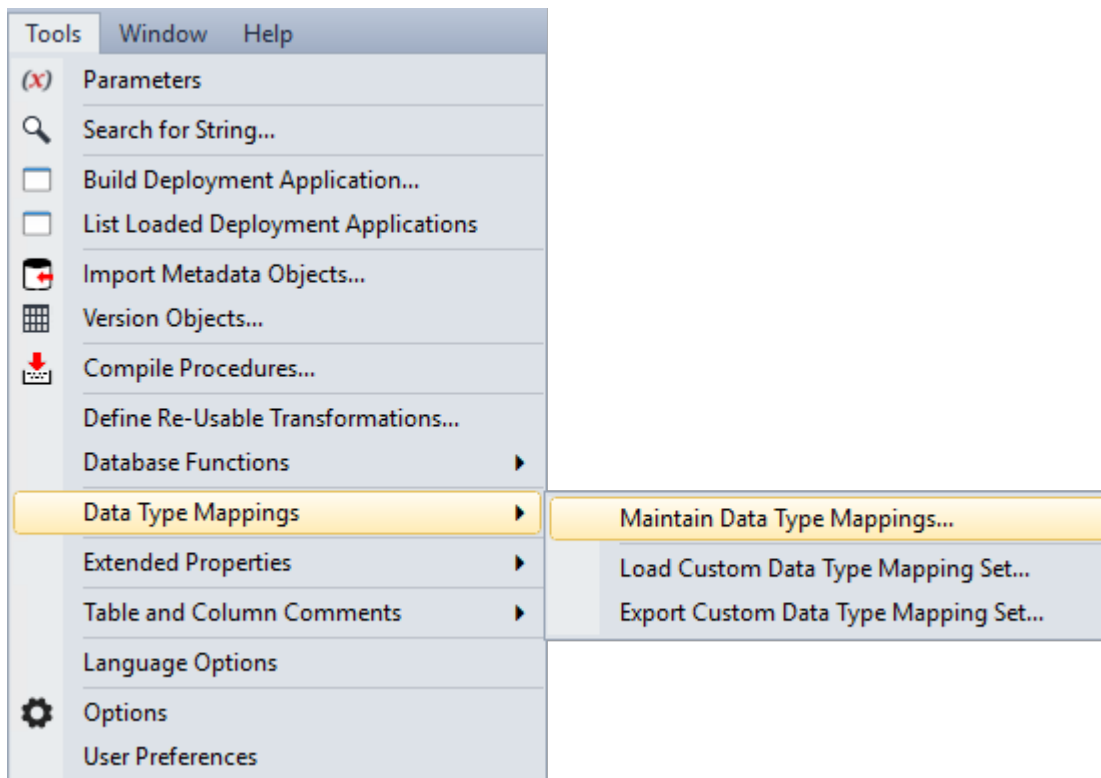 Tools Window Help
(x) Parameters
Search for String...
Build Deployment Application...
List Loaded Deployment Applications
Import Metadata Objects...
Version Objects...
Compile Procedures...
Define Re-Usable Transformations...
Database Functions
Data Type Mappings
Maintain Data Type Mappings...
Load Custom Data Type Mapping Set...
Export Custom Data Type Mapping Set...
Extended Properties
Table and Column Comments
Language Options
Options
User Preferences